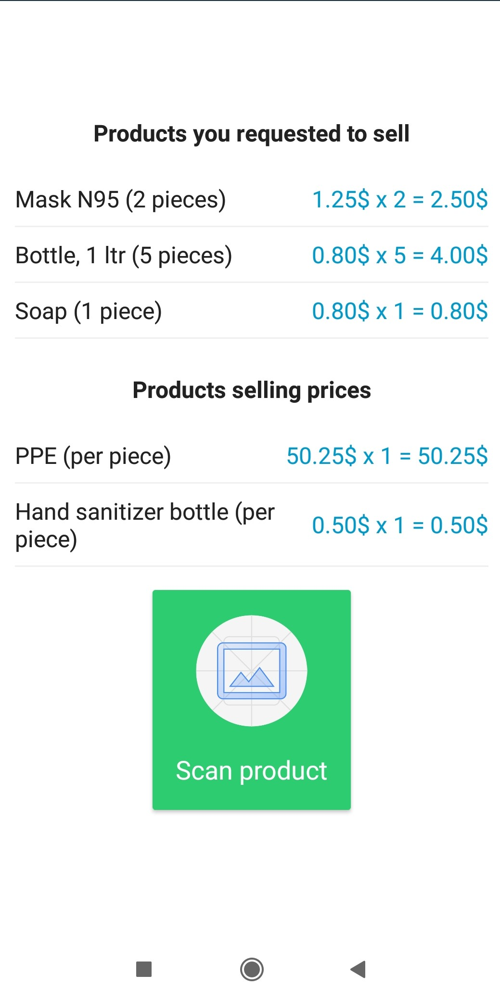 Products you requested to sell
Mask N95 (2 pieces) 1.25$ x 2 = 2.50$
Bottle, 1 ltr (5 pieces) 0.80$ x 5 = 4.00$
Soap (1 piece) 0.80$ x 1 = 0.80$
Products selling prices
PPE (per piece) 50.25$ x 1 = 50.25$
Hand sanitizer bottle (per
piece) 0.50$ x 1 = 0.50$
Scan product